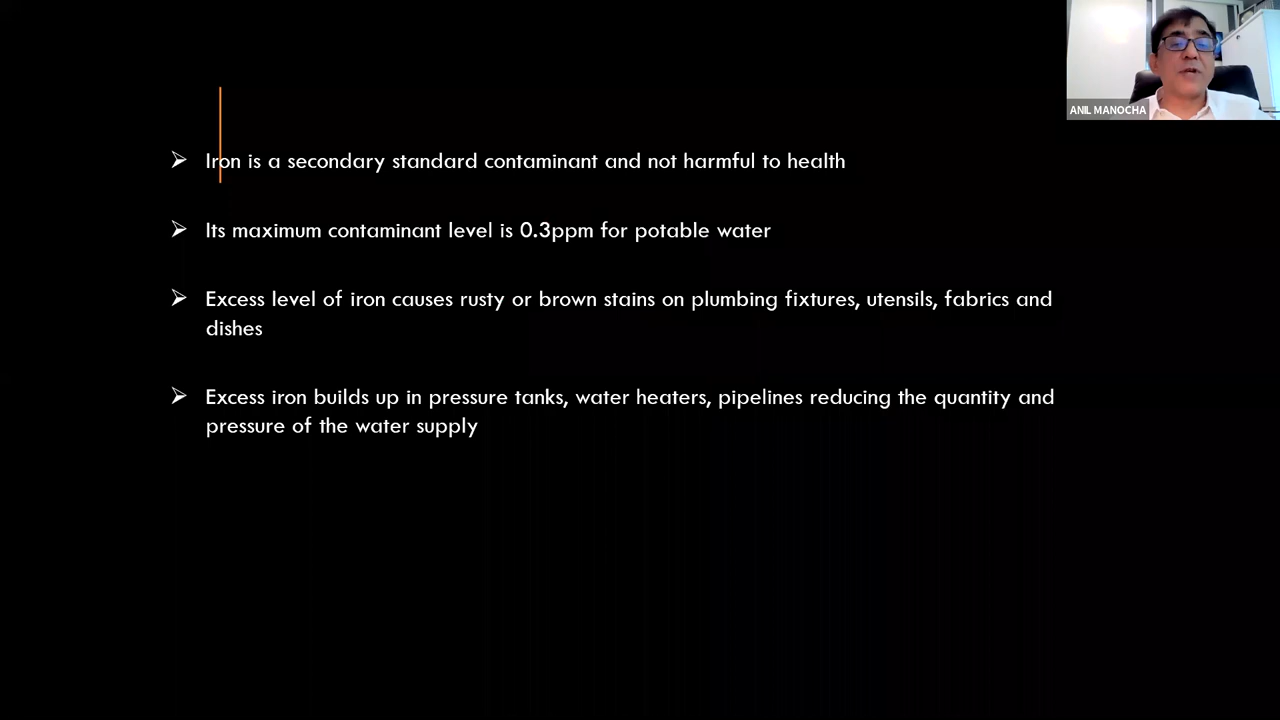 ANIL MANOCHA
➢ Iron is a secondary standard contaminant and not harmful to health
➢ Its maximum contaminant level is 0.3ppm for potable water
➢ Excess level of iron causes rusty or brown stains on plumbing fixtures, utensils, fabrics and
dishes
➢ Excess iron builds up in pressure tanks, water heaters, pipelines reducing the quantity and
pressure of the water supply